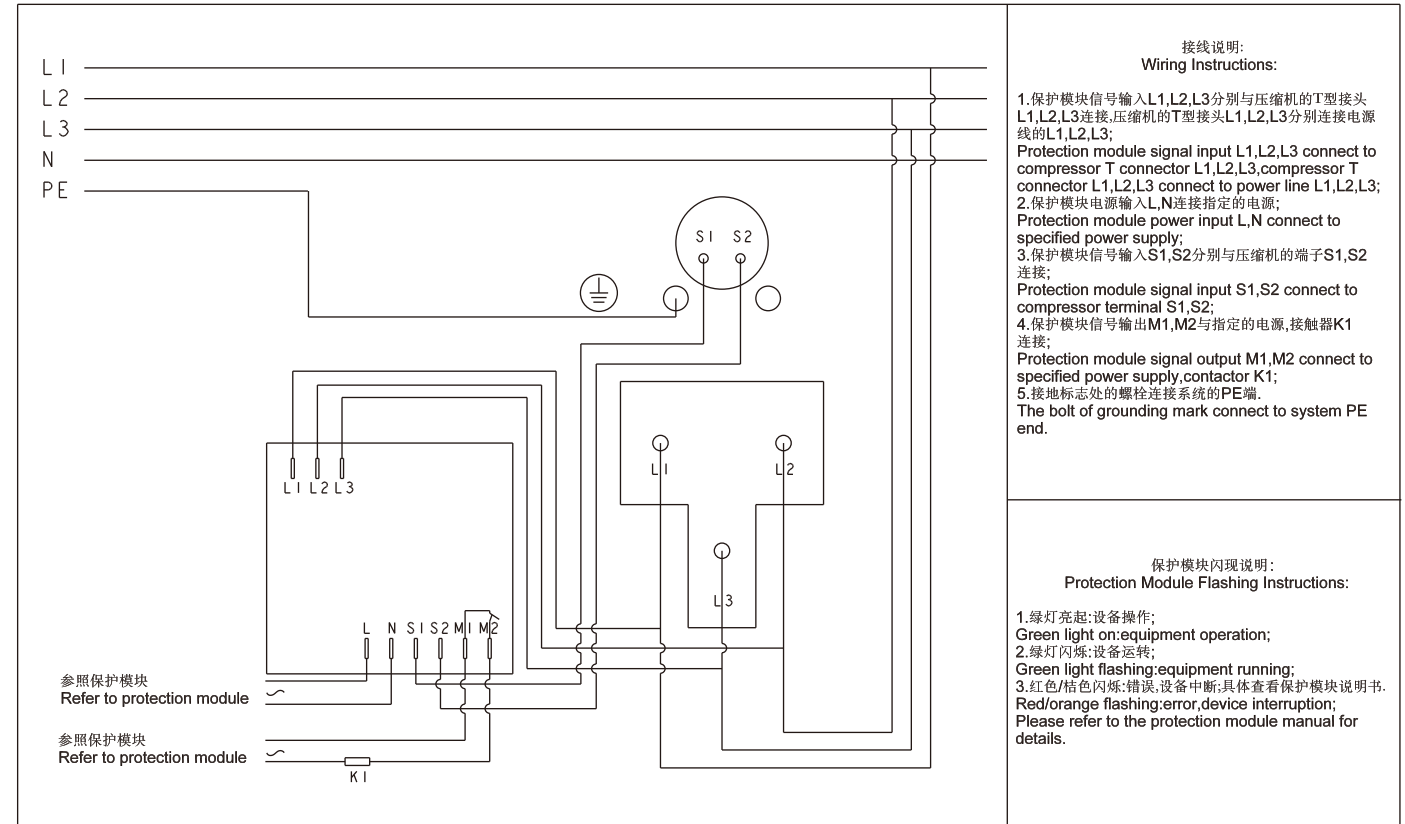 L1
L2
L3
N
PE
S1 S2
L1 L2
L3
L1 L2 L3
L N S1 S2 M1 M2
参照保护模块
Refer to protection module
参照保护模块
Refer to protection module
K1
接线说明:
Wiring Instructions:
1.保护模块信号输入L1,L2,L3分别与压缩机的T型接头
L1,L2,L3连接,压缩机的T型接头L1,L2,L3分别连接电源
线的L1,L2,L3;
Protection module signal input L1,L2,L3 connect to
compressor T connector L1,L2,L3,compressor T
connector L1,L2,L3 connect to power line L1,L2,L3;
2.保护模块电源输入L,N连接指定的电源;
Protection module power input L,N connect to
specified power supply;
3.保护模块信号输入S1,S2分别与压缩机的端子S1,S2
连接;
Protection module signal input S1,S2 connect to
compressor terminal S1,S2;
4.保护模块信号输出M1,M2与指定的电源,接触器K1
连接;
Protection module signal output M1,M2 connect to
specified power supply,contactor K1;
5.接地标志处的螺栓连接系统的PE端.
The bolt of grounding mark connect to system PE
end.
保护模块闪现说明:
Protection Module Flashing Instructions:
1.绿灯亮起:设备操作;
Green light on:equipment operation;
2.绿灯闪烁:设备运转;
Green light flashing:equipment running;
3.红色/桔色闪烁:错误,设备中断;具体查看保护模块说明书.
Red/orange flashing:error,device interruption;
Please refer to the protection module manual for
details.